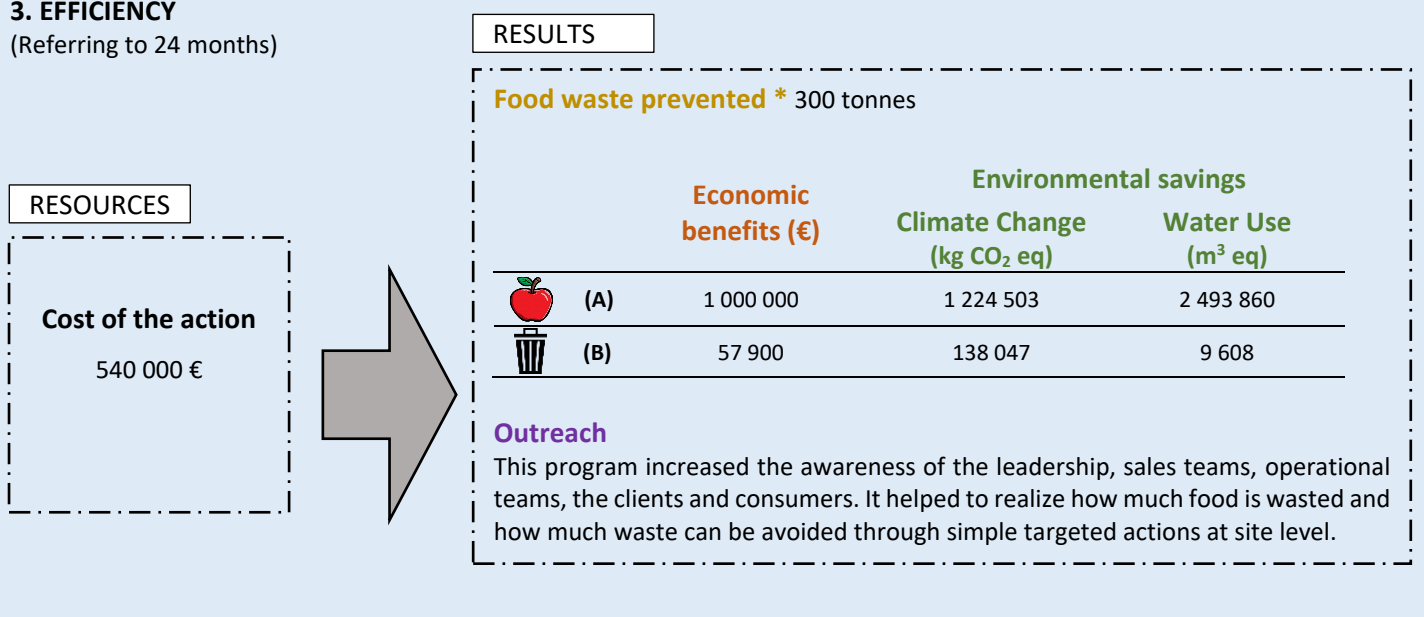 3. EFFICIENCY
(Referring to 24 months)
RESOURCES
Cost of the action
540 000 €
RESULTS
Food waste prevented * 300 tonnes
Economic
benefits (€)
Environmental savings
Climate Change
(kg CO₂ eq)
Water Use
(m³ eq)
(A) 1 000 000 1 224 503 2 493 860
(B) 57 900 138 047 9 608
Outreach
This program increased the awareness of the leadership, sales teams, operational
teams, the clients and consumers. It helped to realize how much food is wasted and
how much waste can be avoided through simple targeted actions at site level.